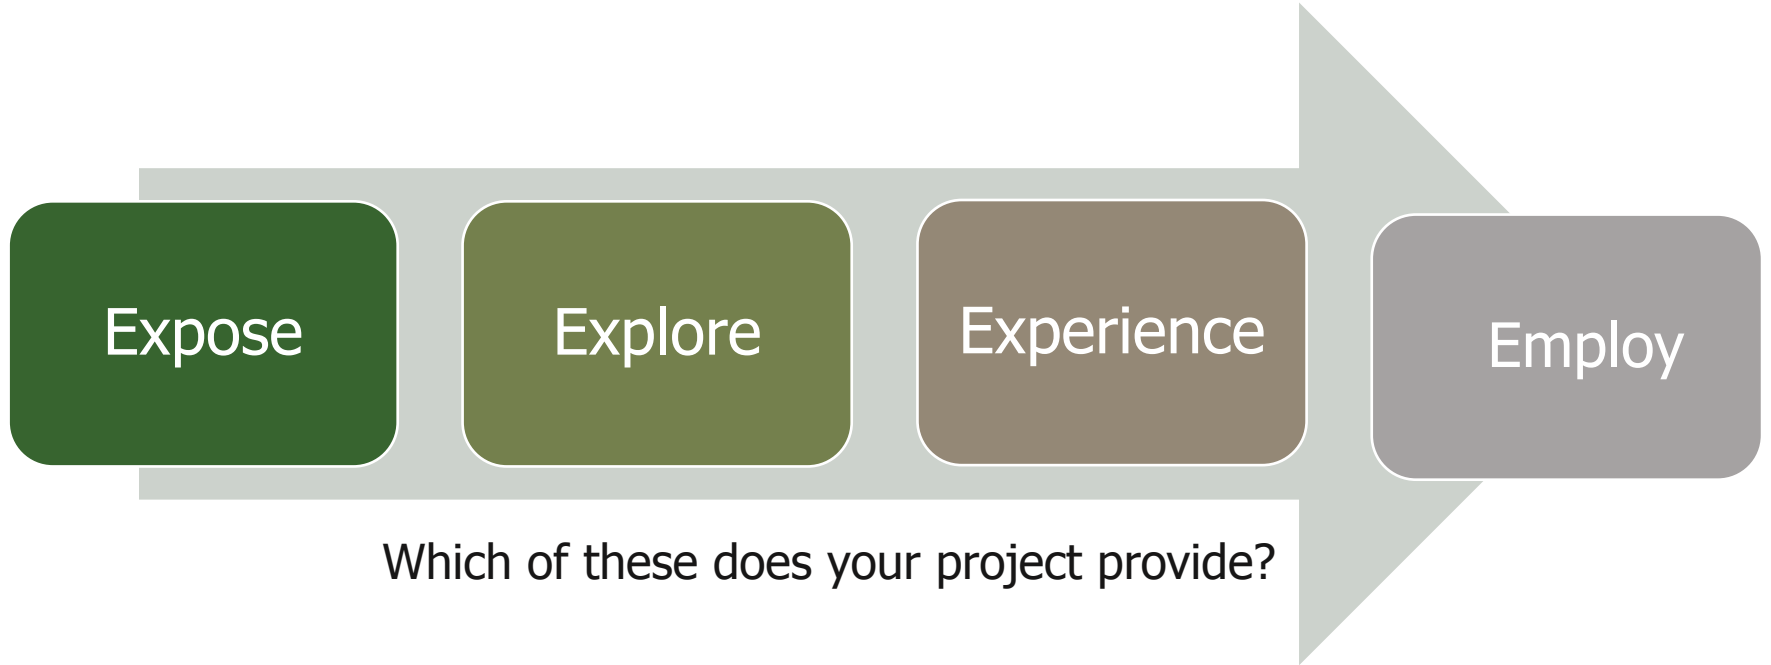 Expose
Explore
Experience
Employ
Which of these does your project provide?